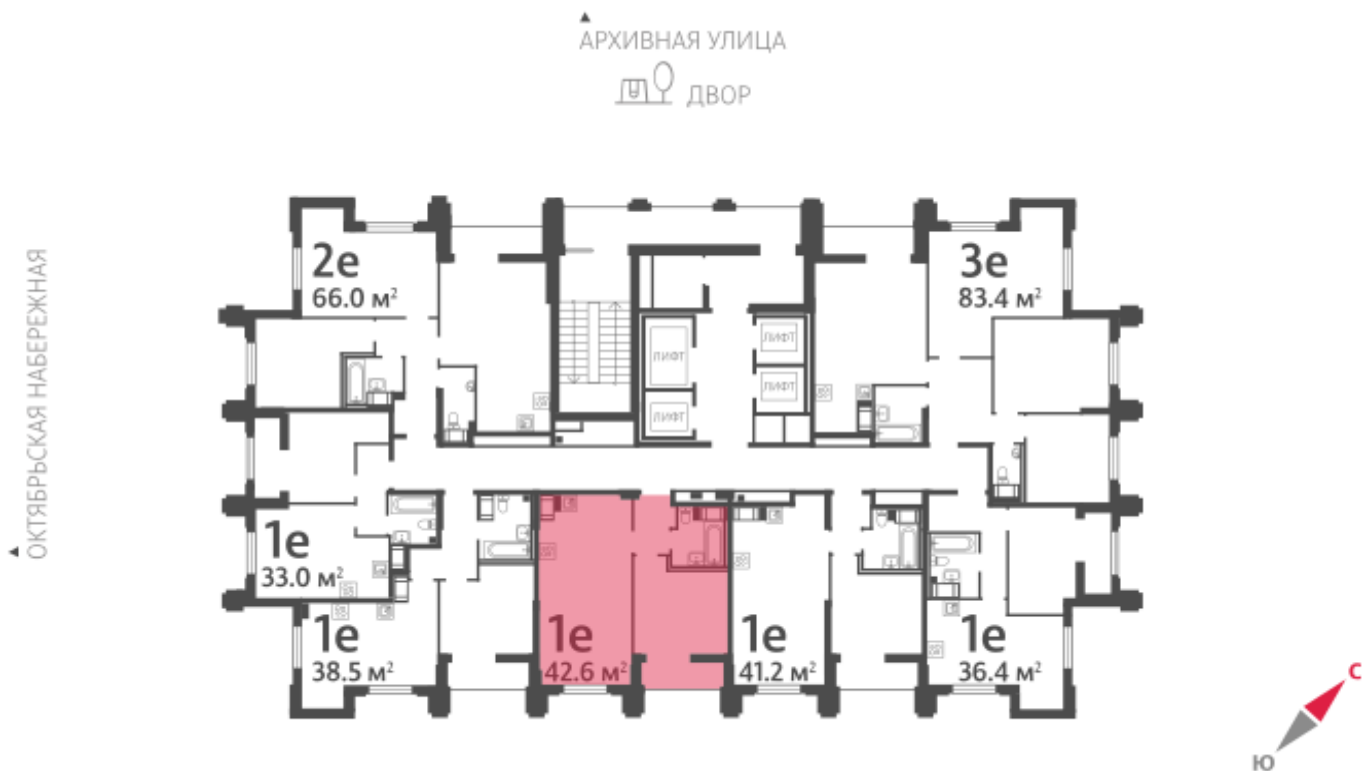 АРХИВНАЯ УЛИЦА
ДВОР
ОКТЯБРЬСКАЯ НАБЕРЕЖНАЯ
2е
66.0 м²
3е
83.4 м²
ЛИФТ
ЛИФТ
ЛИФТ
ЛИФТ
1е
33.0 м²
1е
38.5 м²
1е
42.6 м²
1е
41.2 м²
1е
36.4 м²
С
Ю